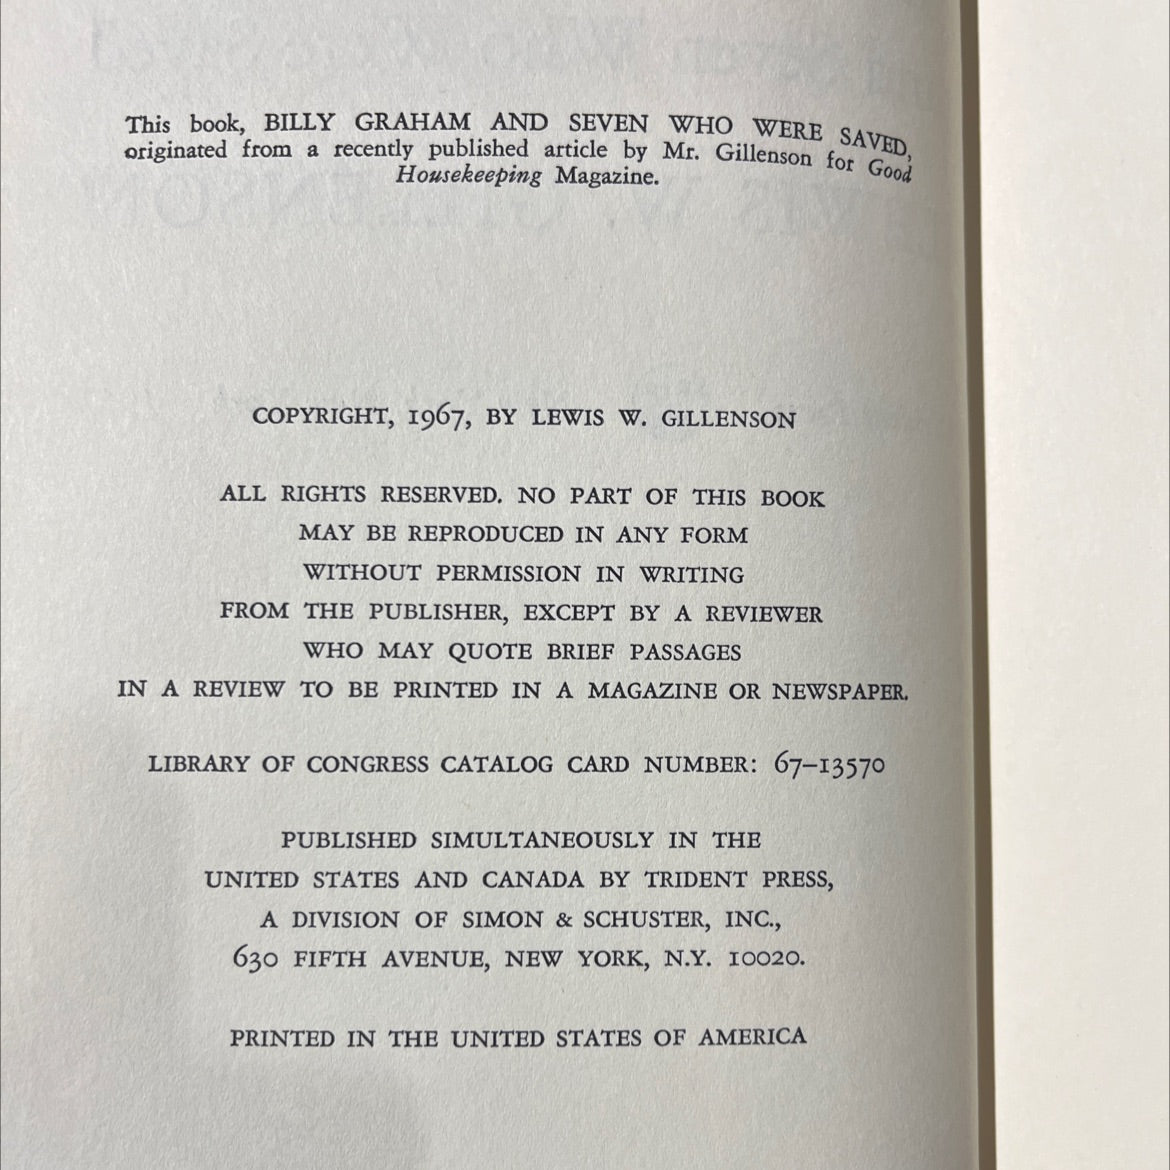 This book, BILLY GRAHAM AND SEVEN WHO WERE SAVED,
originated from a recently published article by Mr. Gillenson for Good
Housekeeping Magazine.
COPYRIGHT, 1967, BY LEWIS W. GILLENSON
ALL RIGHTS RESERVED. NO PART OF THIS BOOK
MAY BE REPRODUCED IN ANY FORM
WITHOUT PERMISSION IN WRITING
FROM THE PUBLISHER, EXCEPT BY A REVIEWER
WHO MAY QUOTE BRIEF PASSAGES
IN A REVIEW TO BE PRINTED IN A MAGAZINE OR NEWSPAPER.
LIBRARY OF CONGRESS CATALOG CARD NUMBER: 67–13570
PUBLISHED SIMULTANEOUSLY IN THE
UNITED STATES AND CANADA BY TRIDENT PRESS,
A DIVISION OF SIMON & SCHUSTER, INC.,
630 FIFTH AVENUE, NEW YORK, N.Y. 10020.
PRINTED IN THE UNITED STATES OF AMERICA